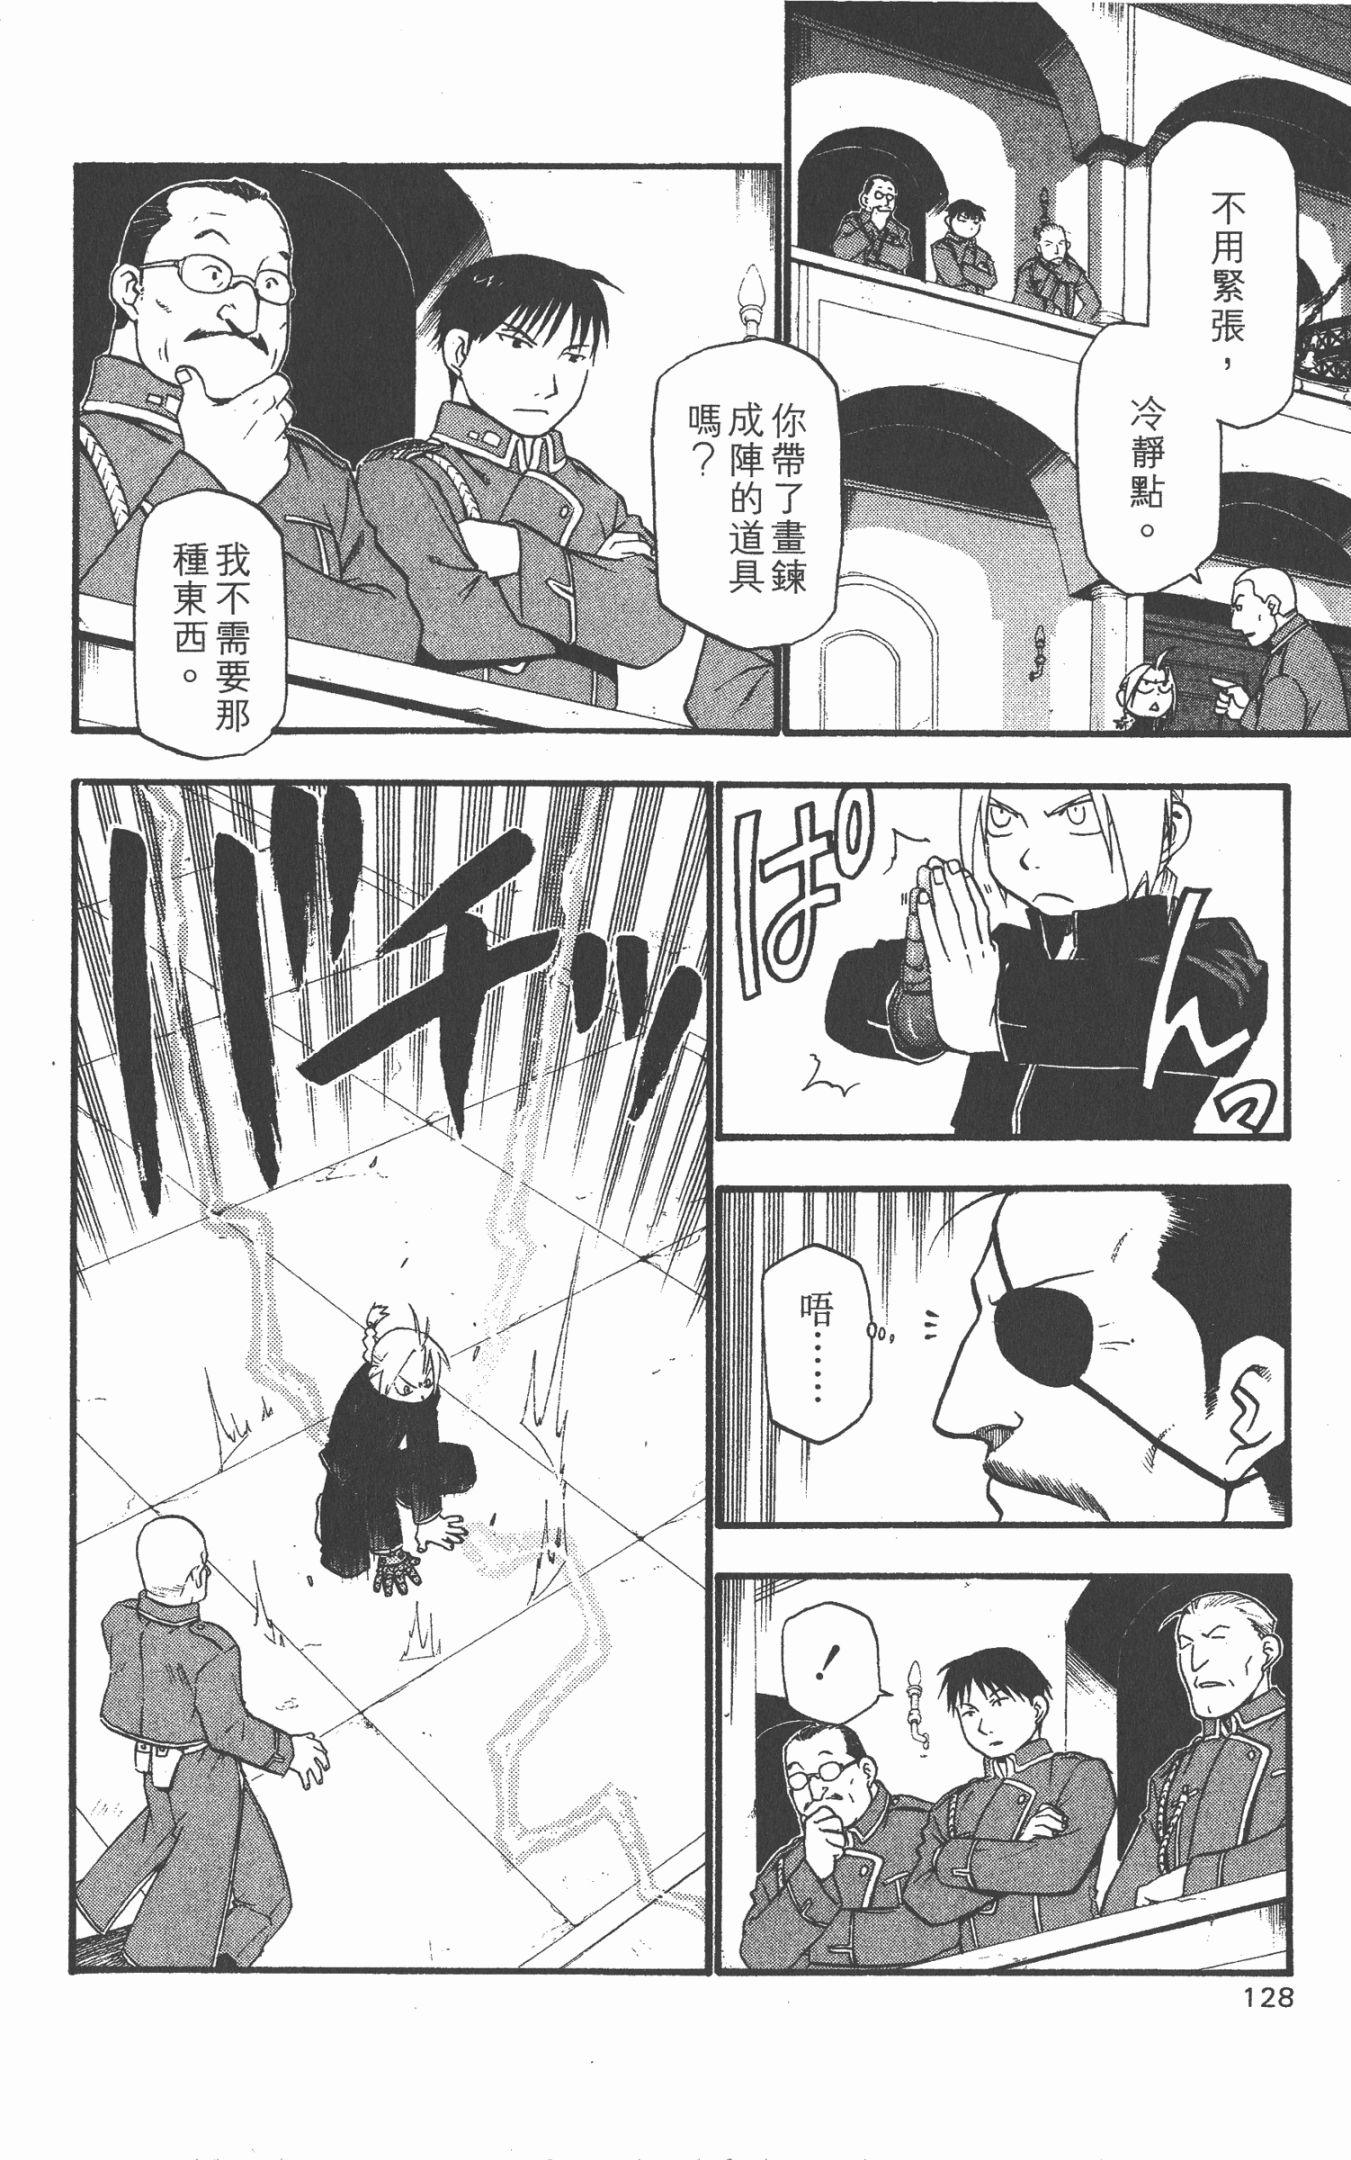 不用緊張，
冷靜點。
你帶了畫鍊
成陣的道具
嗎？
我不需要那
種東西。
ぱんっ
唔……
！
バチッ
128